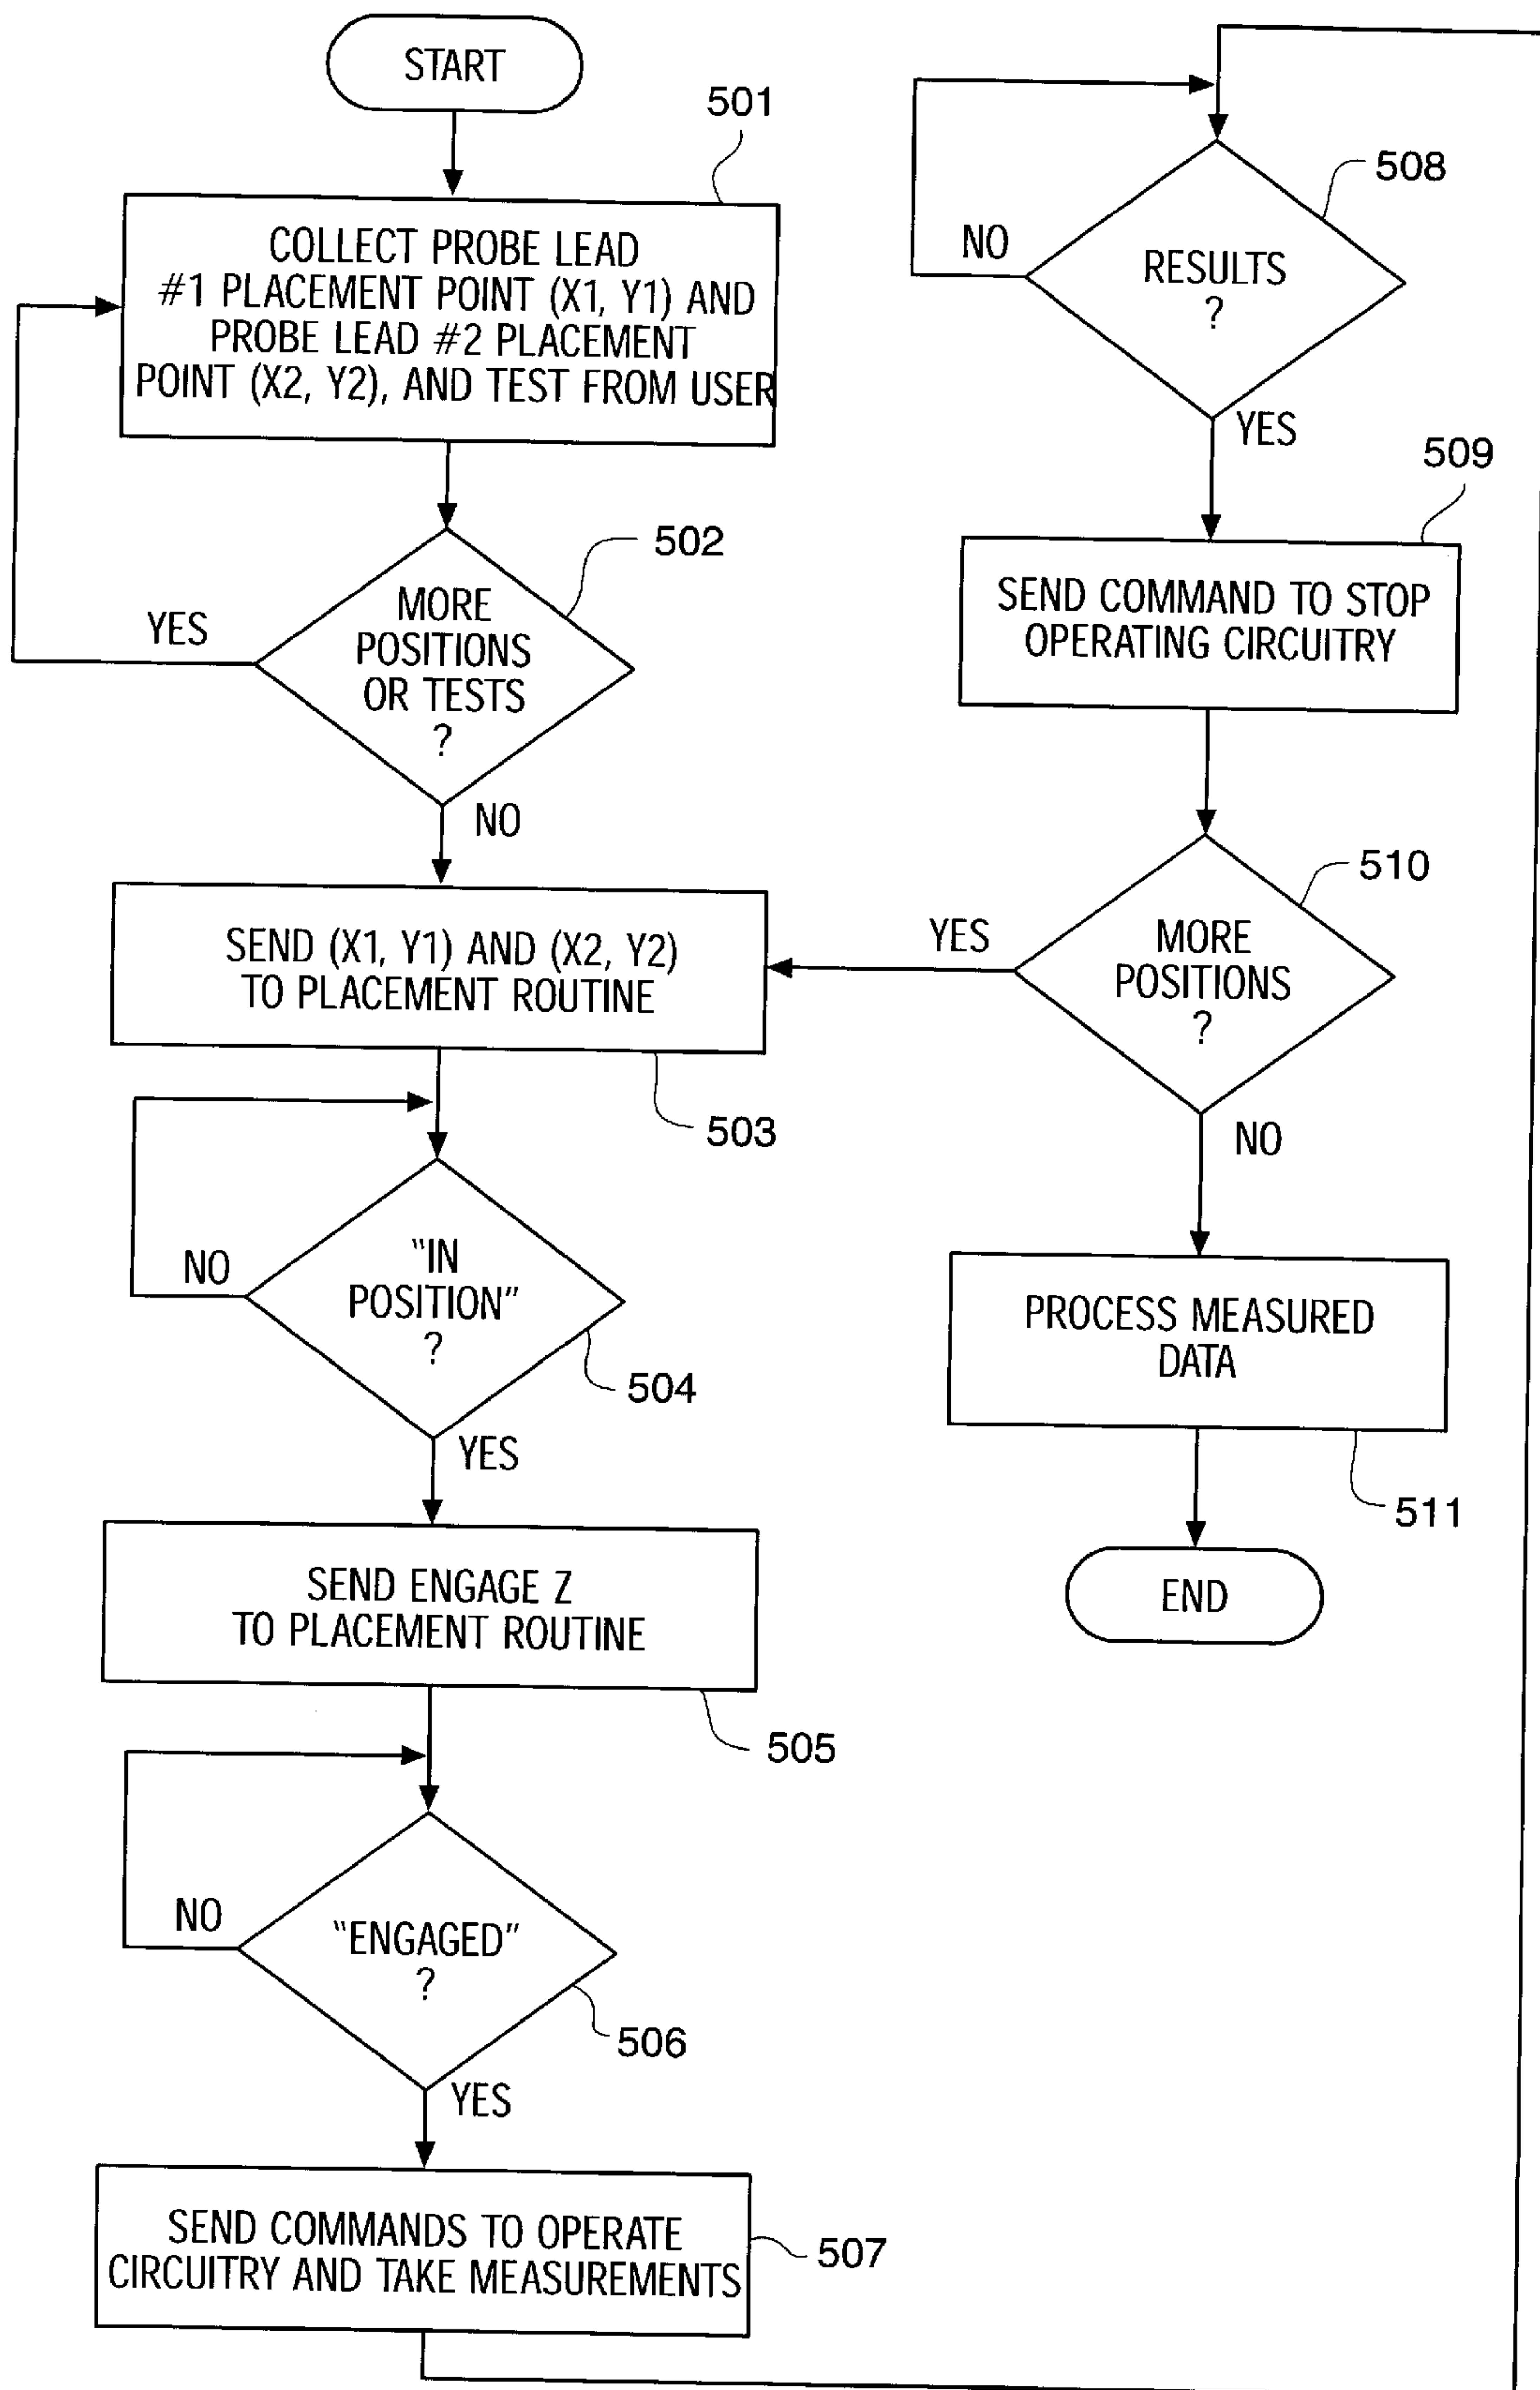 START
501
COLLECT PROBE LEAD
#1 PLACEMENT POINT (X1, Y1) AND
PROBE LEAD #2 PLACEMENT
POINT (X2, Y2), AND TEST FROM USER
502
MORE
POSITIONS
OR TESTS
?
YES
NO
SEND (X1, Y1) AND (X2, Y2)
TO PLACEMENT ROUTINE
503
"IN
POSITION"
?
NO
504
YES
SEND ENGAGE Z
TO PLACEMENT ROUTINE
505
NO
"ENGAGED"
?
506
YES
SEND COMMANDS TO OPERATE
CIRCUITRY AND TAKE MEASUREMENTS
507
508
NO
RESULTS
?
YES
509
SEND COMMAND TO STOP
OPERATING CIRCUITRY
510
YES
MORE
POSITIONS
?
NO
PROCESS MEASURED
DATA
511
END